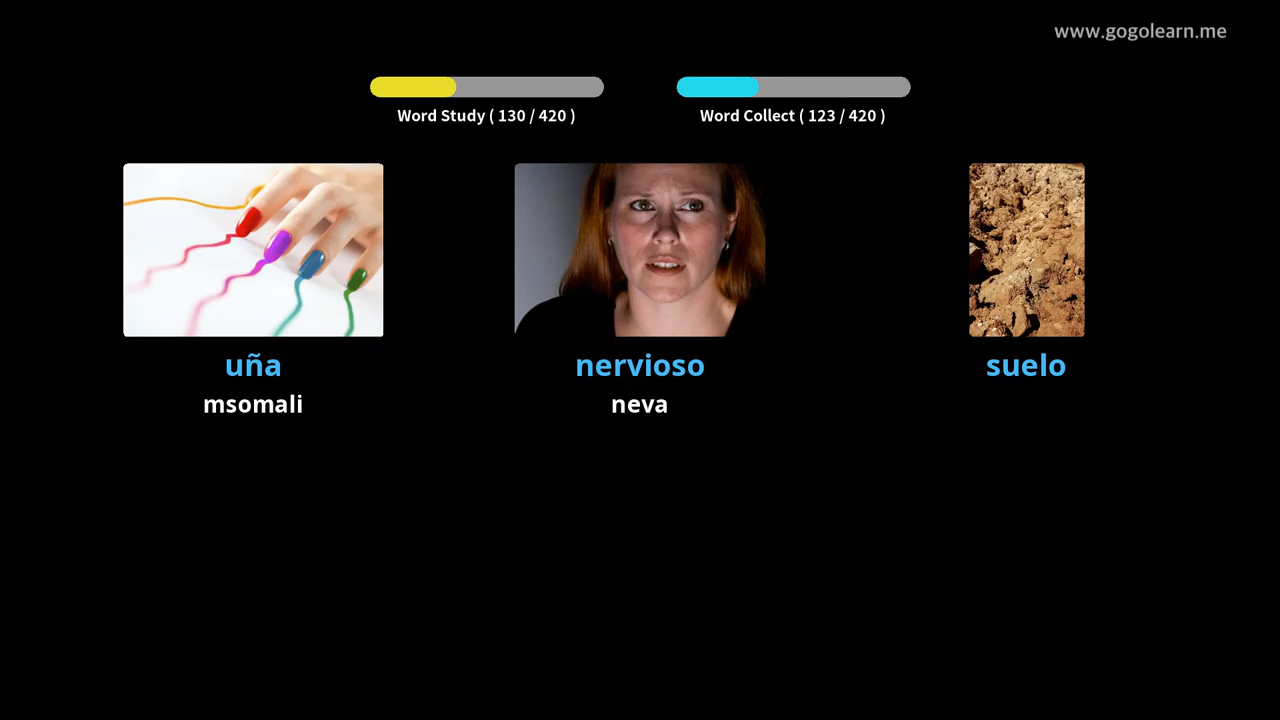 www.gogolearn.me
Word Study ( 130 / 420 )
Word Collect ( 123 / 420 )
uña
nervioso
suelo
msomali
neva